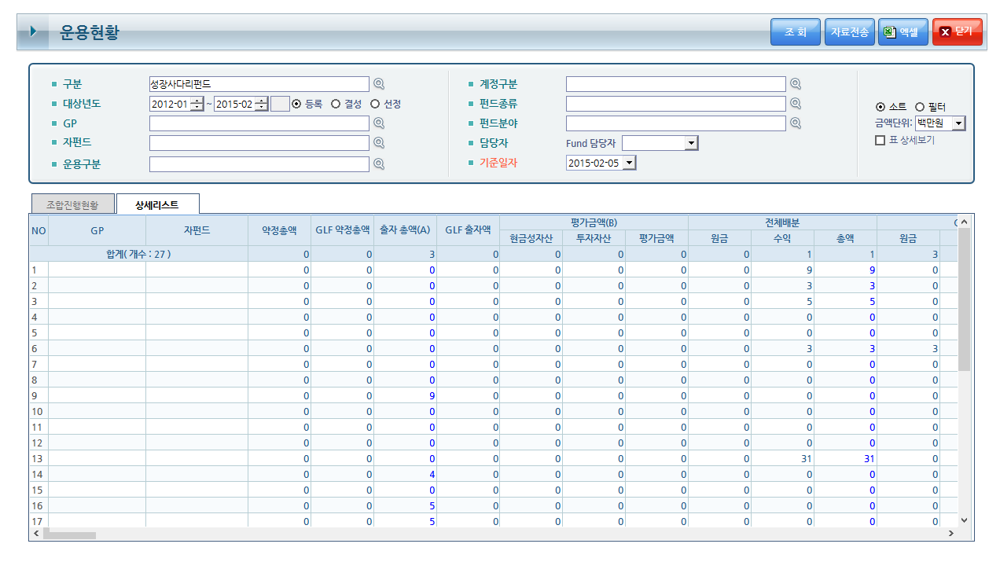 운용현황
조 회 자료전송 엑셀 닫기
구분 성장사다리펀드 계정구분
대상년도 2012-01 ~ 2015-02 등록 결성 선정 펀드종류
소트 필터
GP 펀드분야
금액단위: 백만원
자펀드 담당자 Fund 담당자
표 상세보기
운용구분 기준일자 2015-02-05
조합진행현황 상세리스트
NO GP 자펀드 약정총액 GLF 약정총액 출자 총액(A) GLF 출자액 평가금액(B) 전체배분
현금성자산 투자자산 평가금액 원금 수익 총액 원금
합계( 개수 : 27 ) 0 0 3 0 0 0 0 0 1 1 3
1 0 0 0 0 0 0 0 0 9 9 0
2 0 0 0 0 0 0 0 0 3 3 0
3 0 0 0 0 0 0 0 0 5 5 0
4 0 0 0 0 0 0 0 0 0 0 0
5 0 0 0 0 0 0 0 0 0 0 0
6 0 0 0 0 0 0 0 0 3 3 3
7 0 0 0 0 0 0 0 0 0 0 0
8 0 0 0 0 0 0 0 0 0 0 0
9 0 0 9 0 0 0 0 0 0 0 0
10 0 0 0 0 0 0 0 0 0 0 0
11 0 0 0 0 0 0 0 0 0 0 0
12 0 0 0 0 0 0 0 0 0 0 0
13 0 0 0 0 0 0 0 0 31 31 0
14 0 0 4 0 0 0 0 0 0 0 0
15 0 0 0 0 0 0 0 0 0 0 0
16 0 0 5 0 0 0 0 0 0 0 0
17 0 0 5 0 0 0 0 0 0 0 0